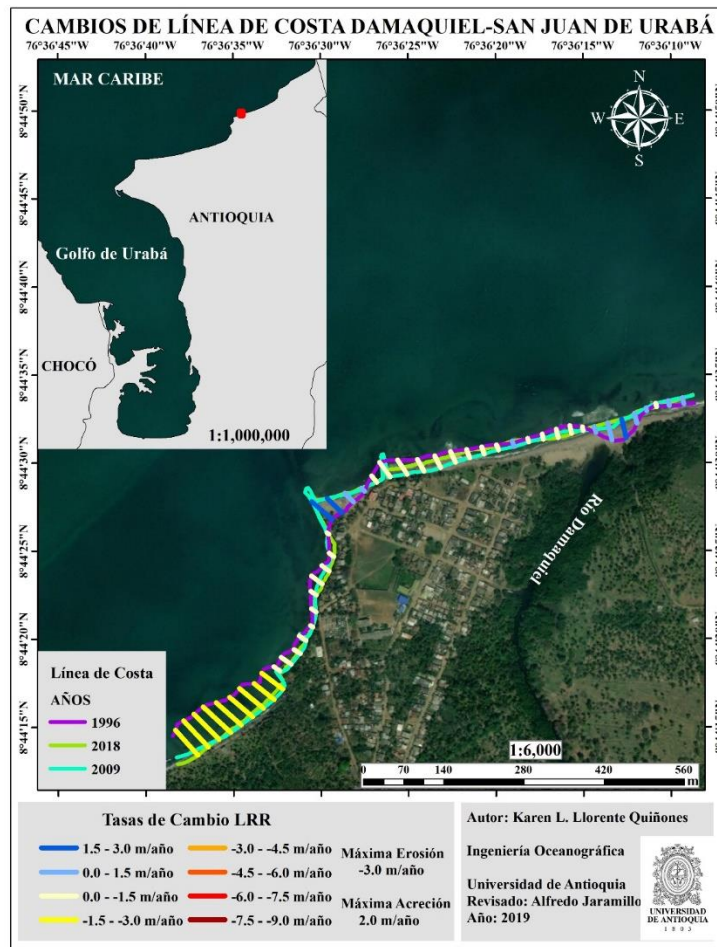 CAMBIOS DE LÍNEA DE COSTA DAMAQUIEL-SAN JUAN DE URABÁ
76°36'45"W 76°36'40"W 76°36'35"W 76°36'30"W 76°36'25"W 76°36'20"W 76°36'15"W 76°36'10"W
MAR CARIBE
N
W E
S
ANTIOQUIA
Golfo de Urabá
CHOCÓ
1:1,000,000
8°44'45"N
8°44'40"N
8°44'35"N
8°44'30"N
8°44'25"N
8°44'20"N
8°44'15"N
Río Damaquiel
Línea de Costa
AÑOS
1996
2018
2009
1:6,000
0 70 140 280 420 560
m
Tasas de Cambio LRR
1.5 - 3.0 m/año
0.0 - 1.5 m/año
0.0 - -1.5 m/año
-1.5 - -3.0 m/año
-3.0 - -4.5 m/año
-4.5 - -6.0 m/año
-6.0 - -7.5 m/año
-7.5 - -9.0 m/año
Máxima Erosión
-3.0 m/año
Máxima Acreción
2.0 m/año
Autor: Karen L. Llorente Quiñones
Ingeniería Oceanográfica
Universidad de Antioquia
Revisado: Alfredo Jaramillo
Año: 2019
UNIVERSIDAD
DE ANTIOQUIA
1 8 0 3